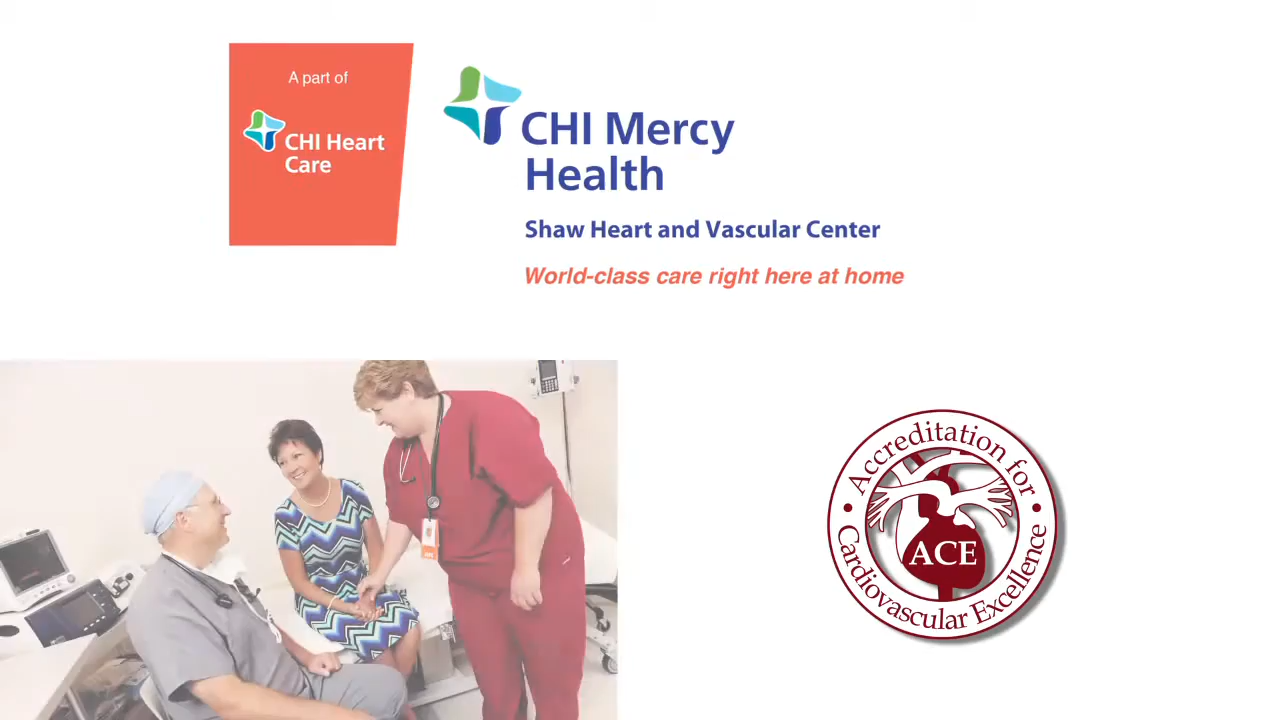 A part of
CHI Heart
Care
CHI Mercy
Health
Shaw Heart and Vascular Center
World-class care right here at home
Accreditation for
ACE
Cardiovascular Excellence